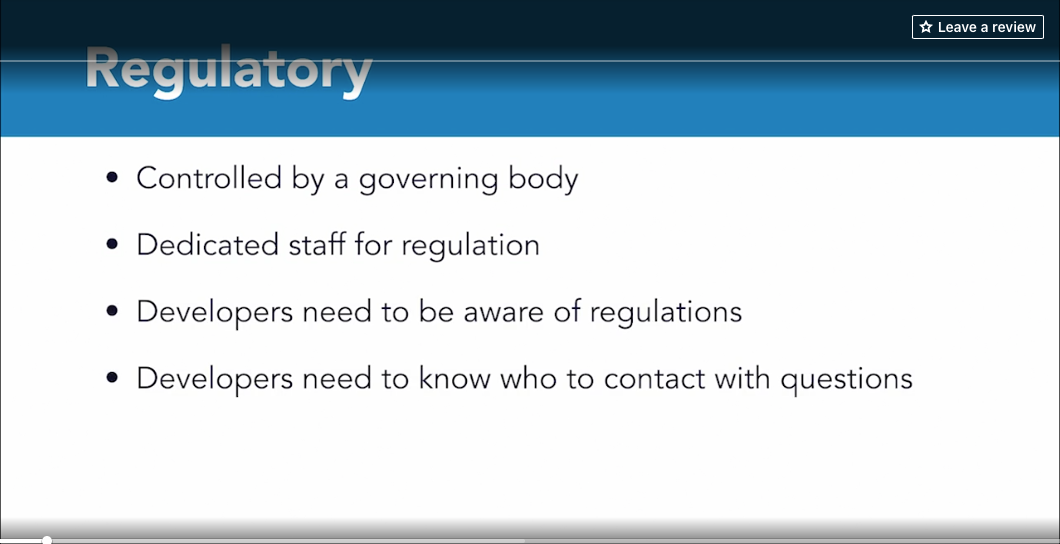 ☆ Leave a review
Regulatory
• Controlled by a governing body
• Dedicated staff for regulation
• Developers need to be aware of regulations
• Developers need to know who to contact with questions